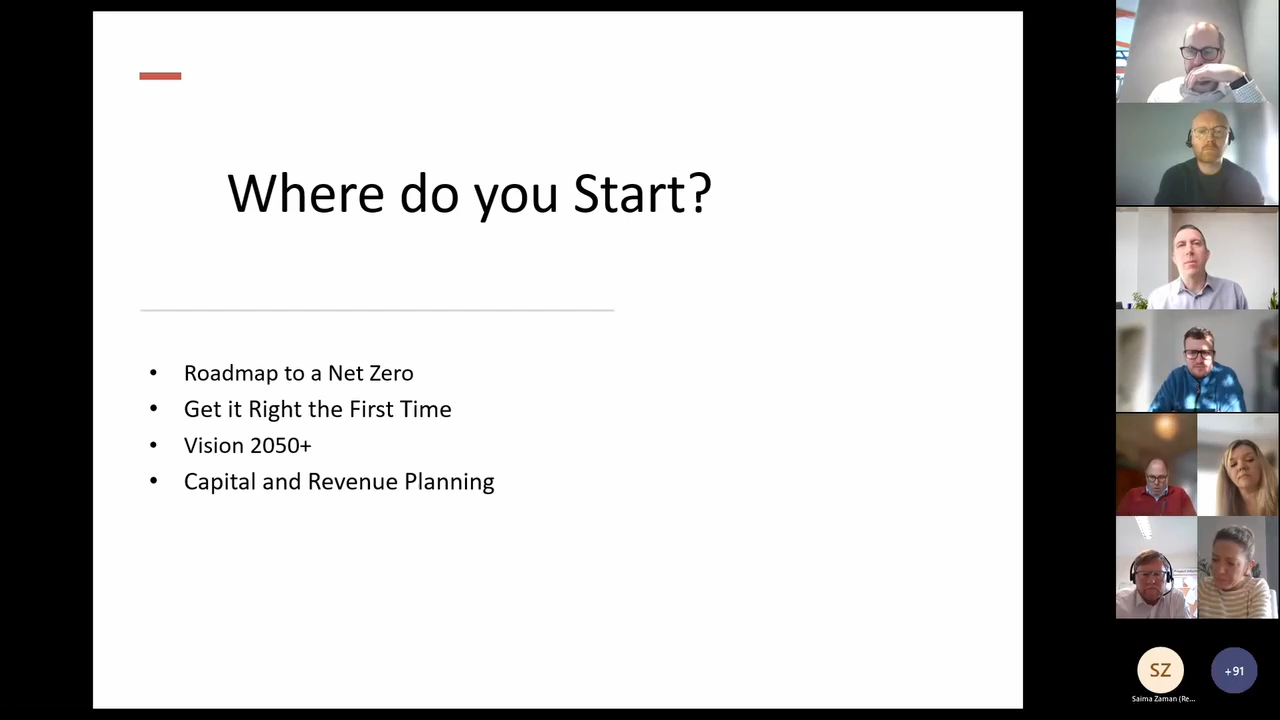 Where do you Start?
• Roadmap to a Net Zero
• Get it Right the First Time
• Vision 2050+
• Capital and Revenue Planning
SZ
+91
Saima Zaman (Re...